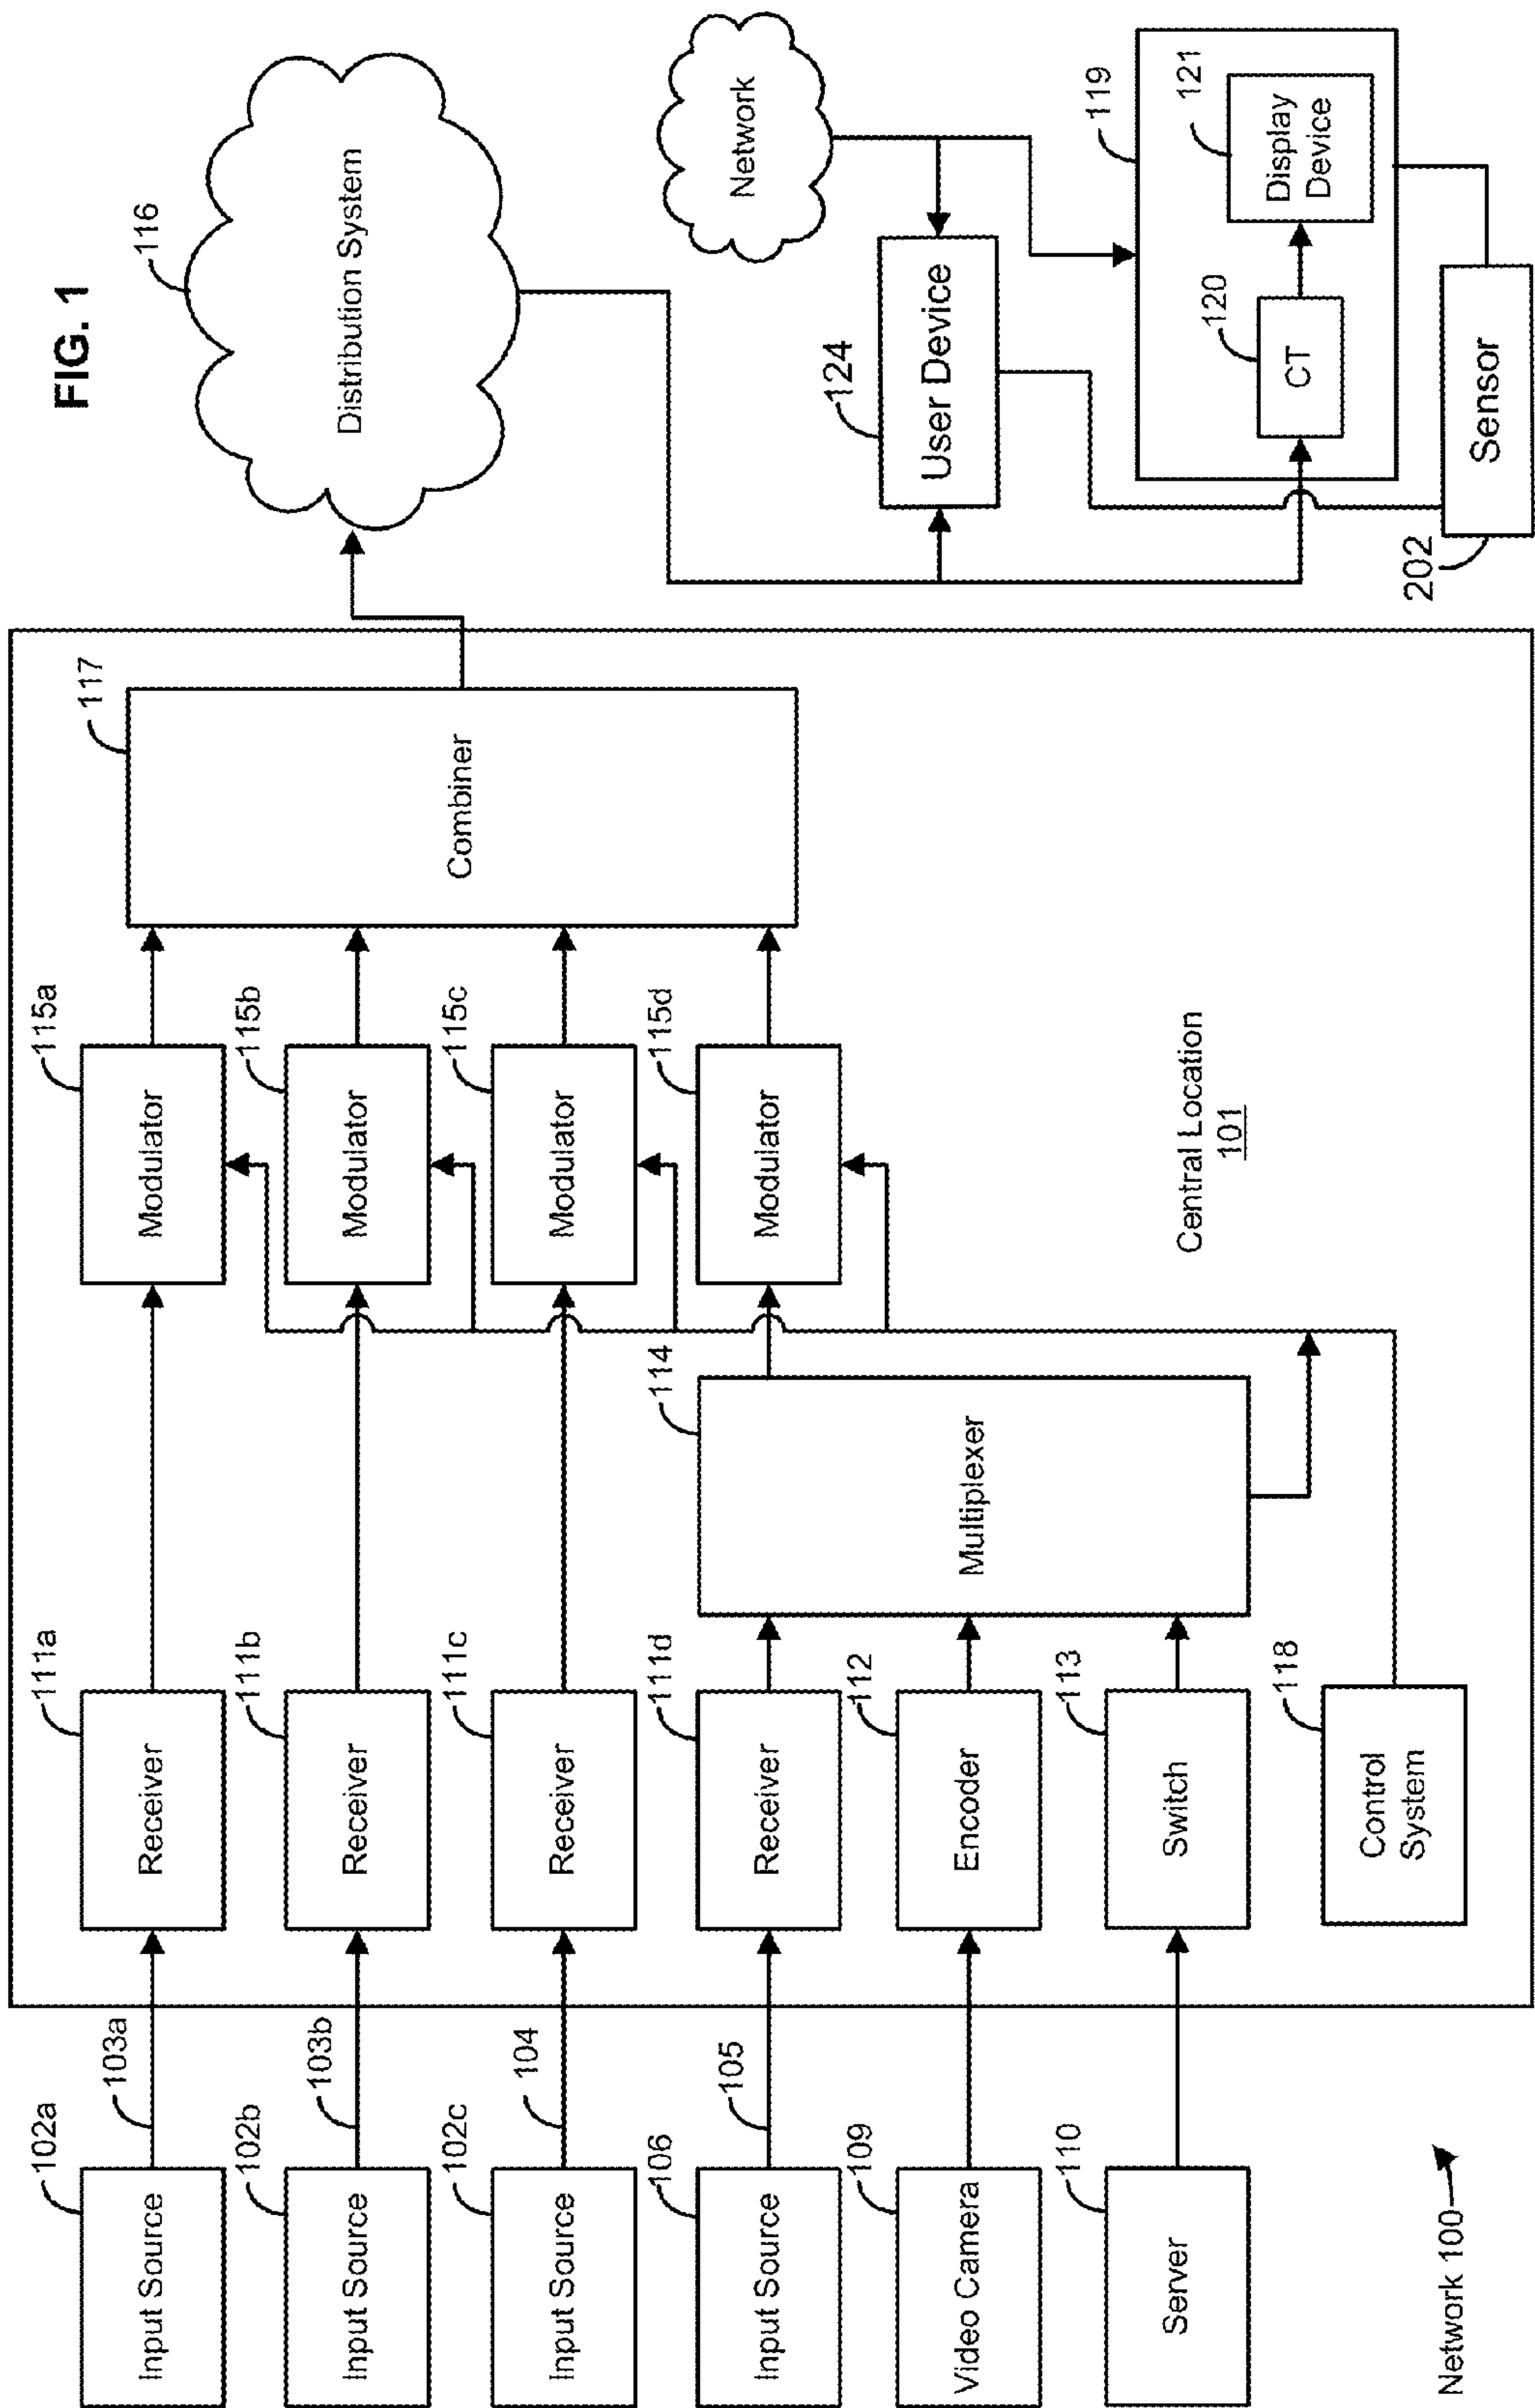 FIG. 1
102a
Input Source
103a
111a
Receiver
115a
Modulator
102b
Input Source
103b
111b
Receiver
115b
Modulator
102c
Input Source
104
111c
Receiver
115c
Modulator
106
Input Source
105
111d
Receiver
115d
Modulator
109
Video Camera
112
Encoder
110
Server
113
Switch
114
Multiplexer
118
Control
System
117
Combiner
Central Location
101
116
Distribution System
Network
124
User Device
119
120
CT
121
Display
Device
202
Sensor
Network 100